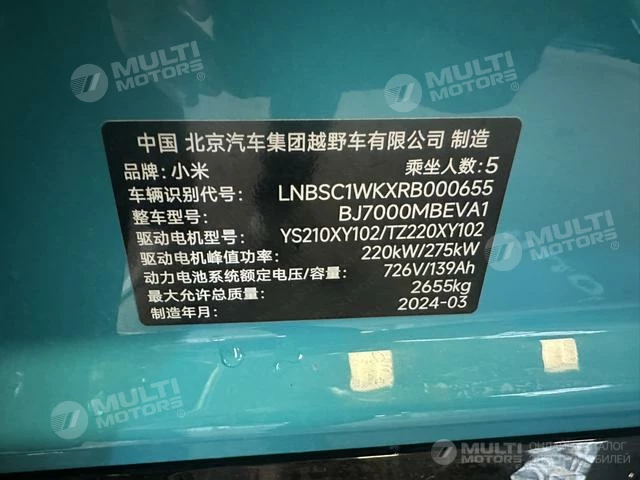 MULTI
MOTORS®
MULTI
MOTORS®
中国 北京汽车集团越野车有限公司 制造
品牌: 小米 乘坐人数: 5
车辆识别代号: LNBSC1WKXRB000655
整车型号: BJ7000MBEVA1
驱动电机型号: YS210XY102/TZ220XY102
驱动电机峰值功率: 220kW/275kW
动力电池系统额定电压/容量: 726V/139Ah
最大允许总质量: 2655kg
制造年月: 2024-03
MULTI
MOTORS®
MULTI
MOTORS®
MULTI
MOTORS